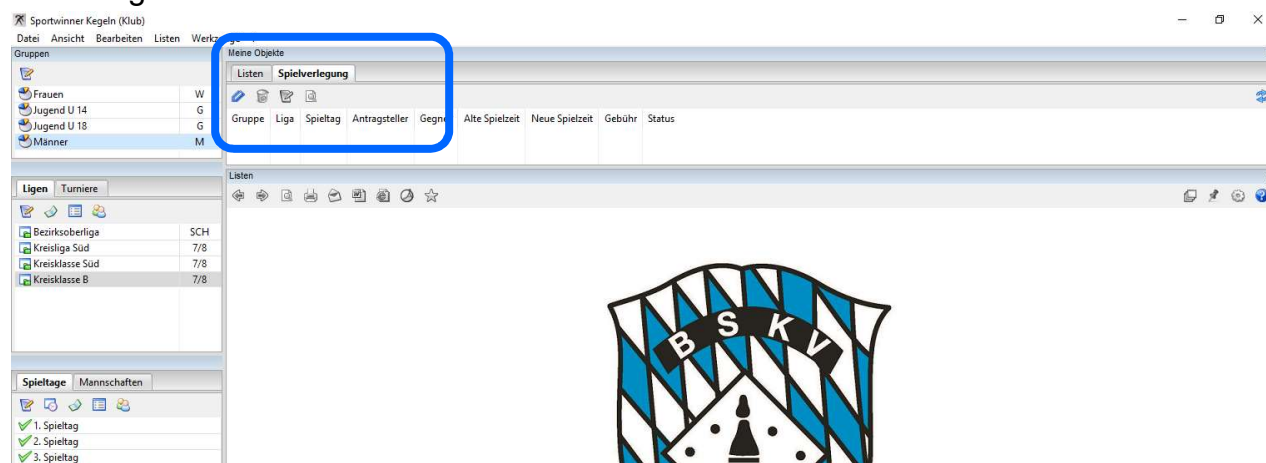 Sportwinner Kegeln (Klub)
Datei Ansicht Bearbeiten Listen
Gruppen
Frauen W
Jugend U 14 G
Jugend U 18 G
Männer M
Ligen Turniere
Bezirksoberliga SCH
Kreisliga Süd 7/8
Kreisklasse Süd 7/8
Kreisklasse B 7/8
Spieltage Mannschaften
1. Spieltag
2. Spieltag
3. Spieltag
Meine Objekte
Listen Spielverlegung
Gruppe Liga Spieltag Antragsteller Gegne Alte Spielzeit Neue Spielzeit Gebühr Status
Listen
BSKV